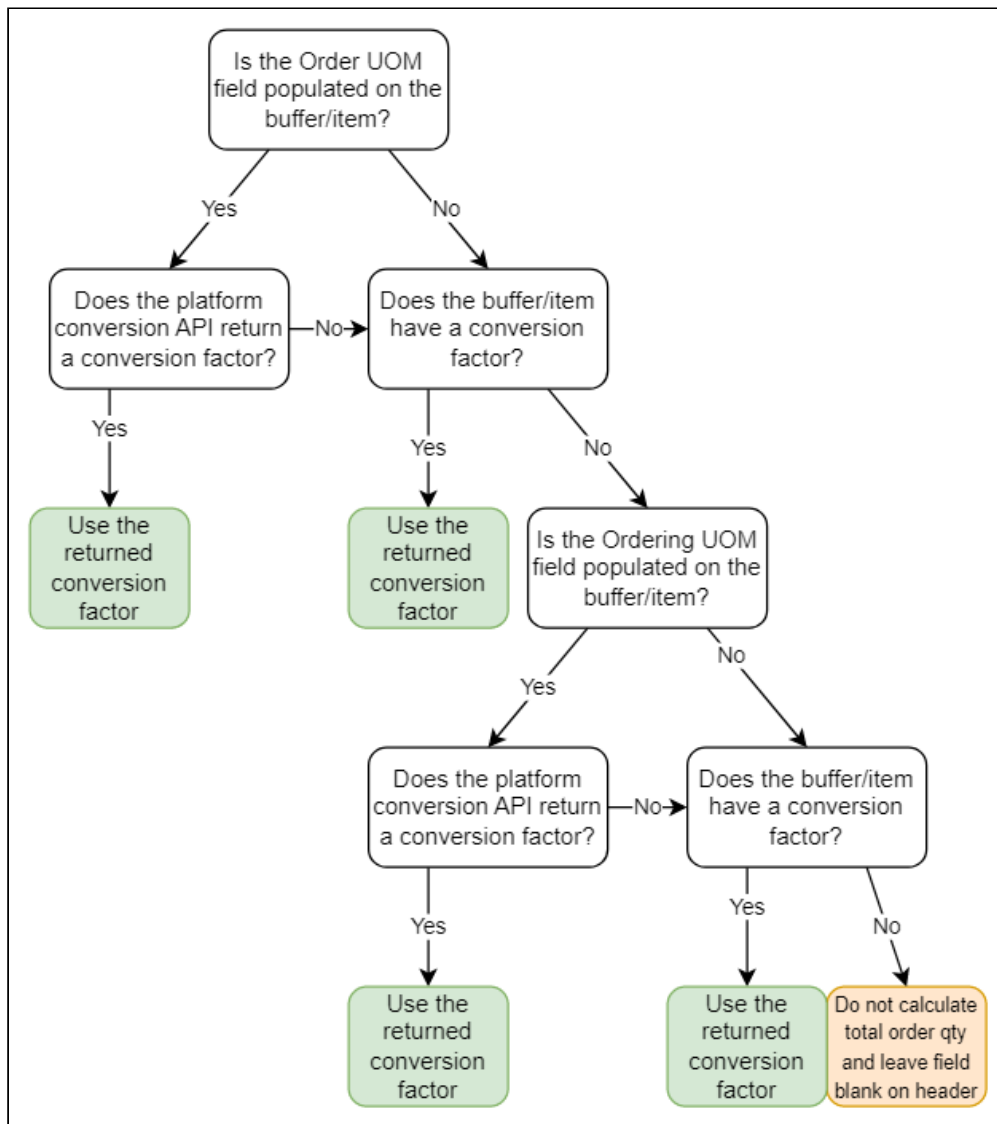 Is the Order UOM
field populated on the
buffer/item?
Yes
No
Does the platform
conversion API return
a conversion factor?
No
Does the buffer/item
have a conversion
factor?
Yes
Yes
No
Use the
returned
conversion
factor
Use the
returned
conversion
factor
Is the Ordering UOM
field populated on the
buffer/item?
Yes
No
Does the platform
conversion API return
a conversion factor?
No
Does the buffer/item
have a conversion
factor?
Yes
Yes
No
Use the
returned
conversion
factor
Use the
returned
conversion
factor
Do not calculate
total order qty
and leave field
blank on header